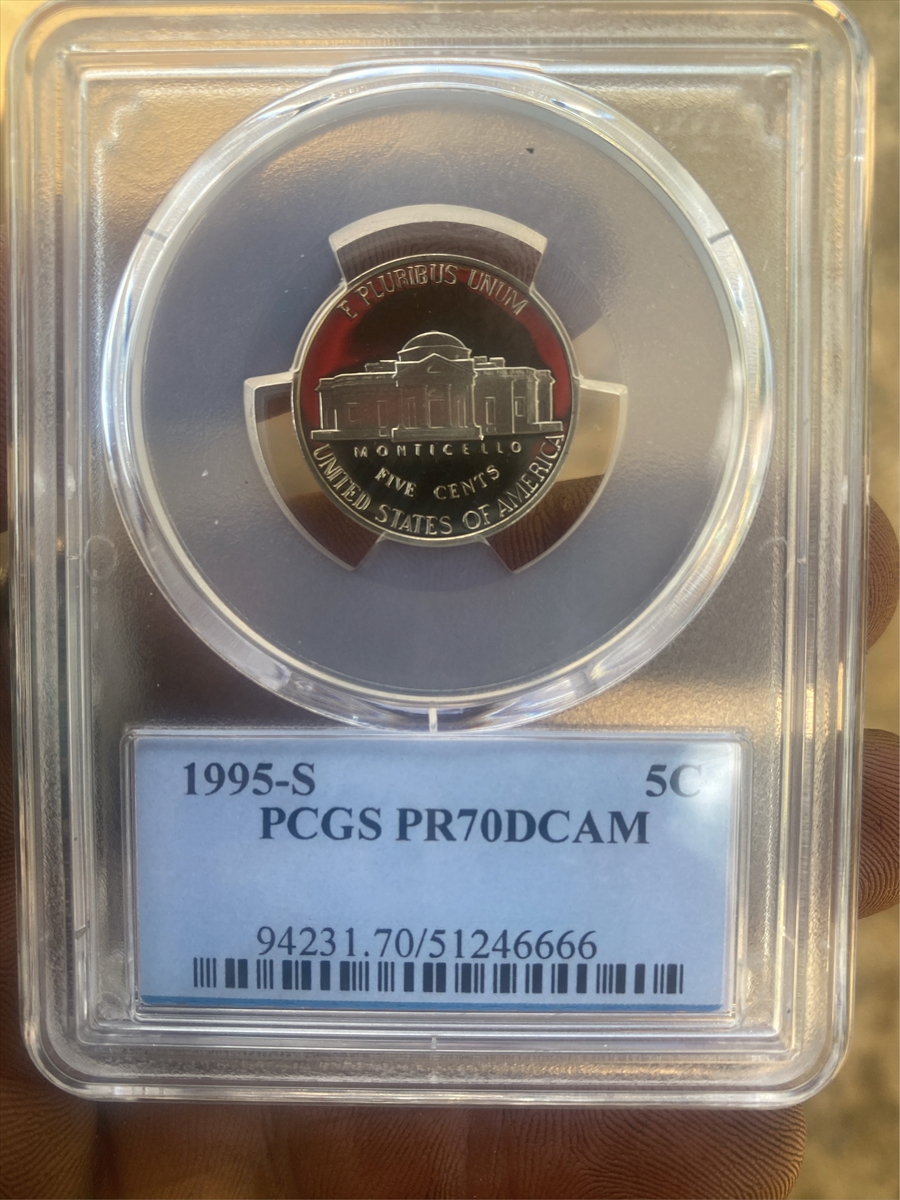 E PLURIBUS UNUM
MONTICELLO
FIVE CENTS
UNITED STATES OF AMERICA
1995-S 5C
PCGS PR70DCAM
94231.70/51246666